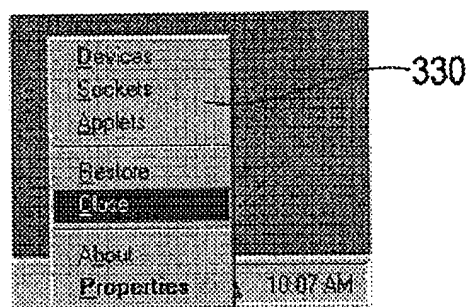 Devices
330
Sockets
Applets
Restore
Close
About
Properties
10:07 AM